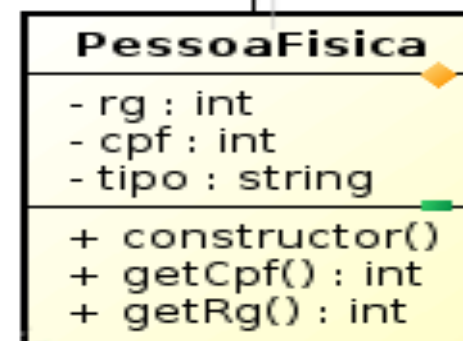 PessoaFisica
- rg : int
- cpf : int
- tipo : string
+ constructor()
+ getCpf() : int
+ getRg() : int